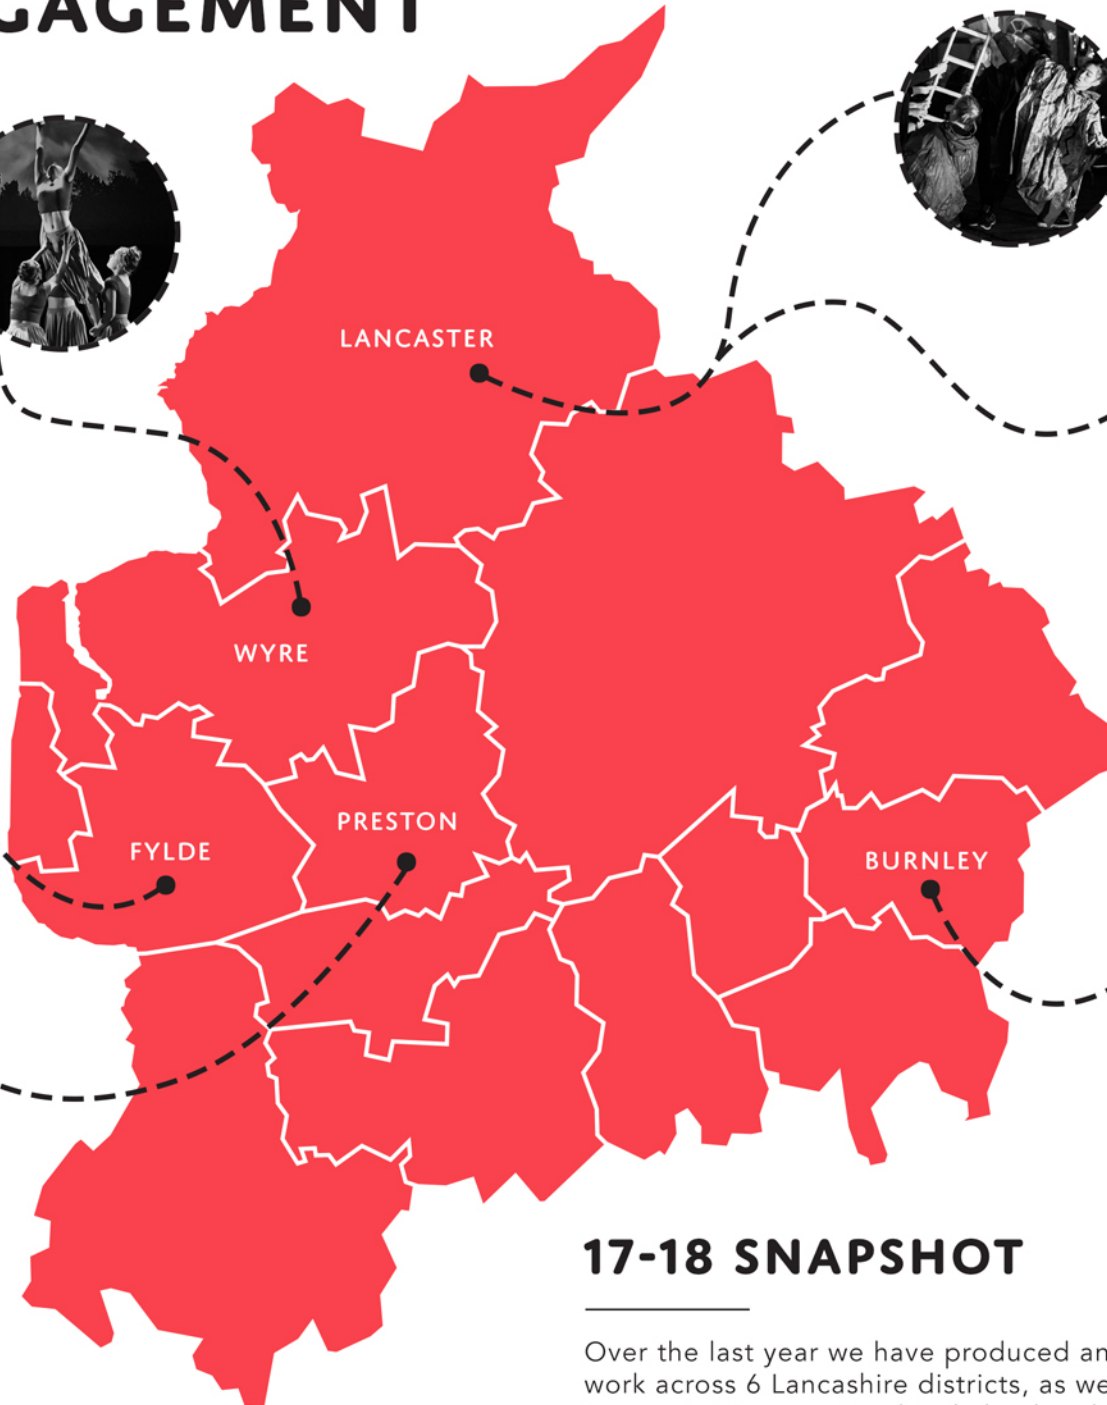 GAGEMENT
LANCASTER
WYRE
PRESTON
FYLDE
BURNLEY
17-18 SNAPSHOT
Over the last year we have produced an
work across 6 Lancashire districts, as we